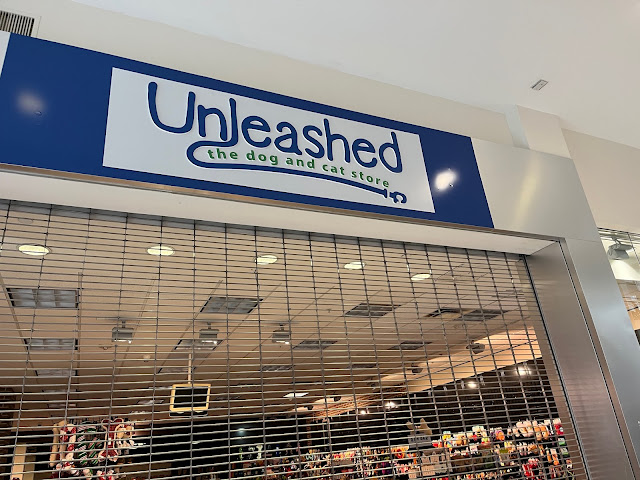 Unleashed
the dog and cat store